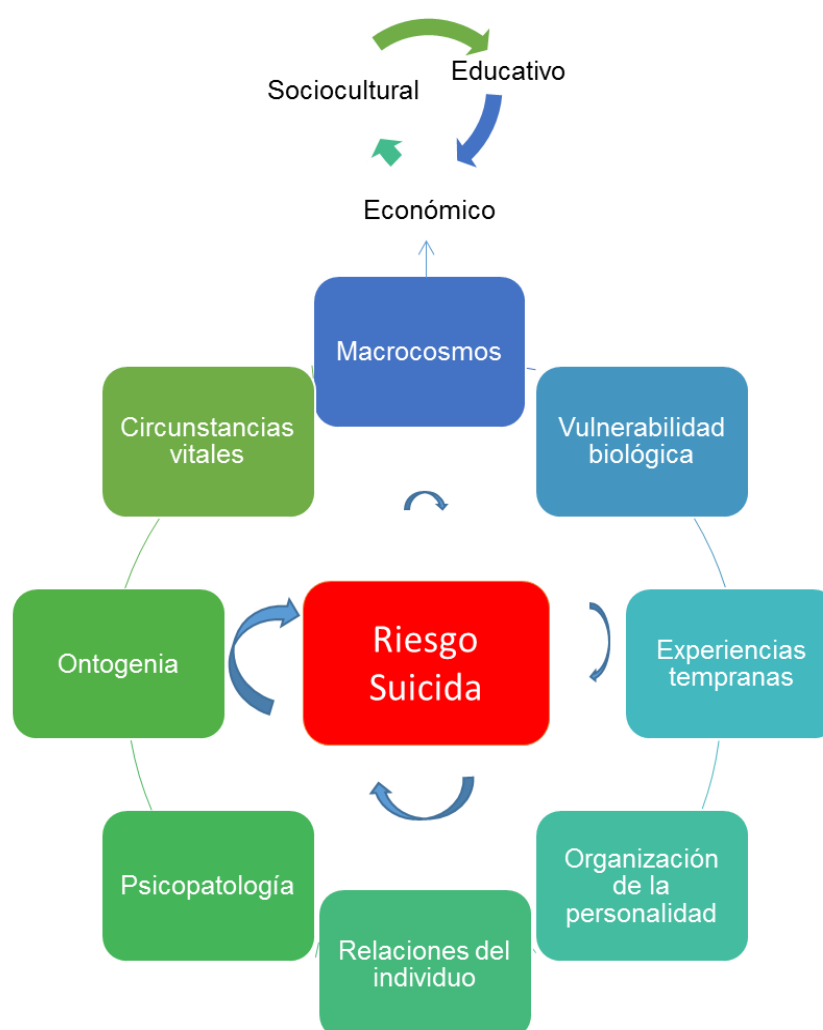 Sociocultural
Educativo
Económico
Macrocosmos
Circunstancias
vitales
Vulnerabilidad
biológica
Riesgo
Suicida
Ontogenia
Experiencias
tempranas
Psicopatología
Organización
de la
personalidad
Relaciones del
individuo